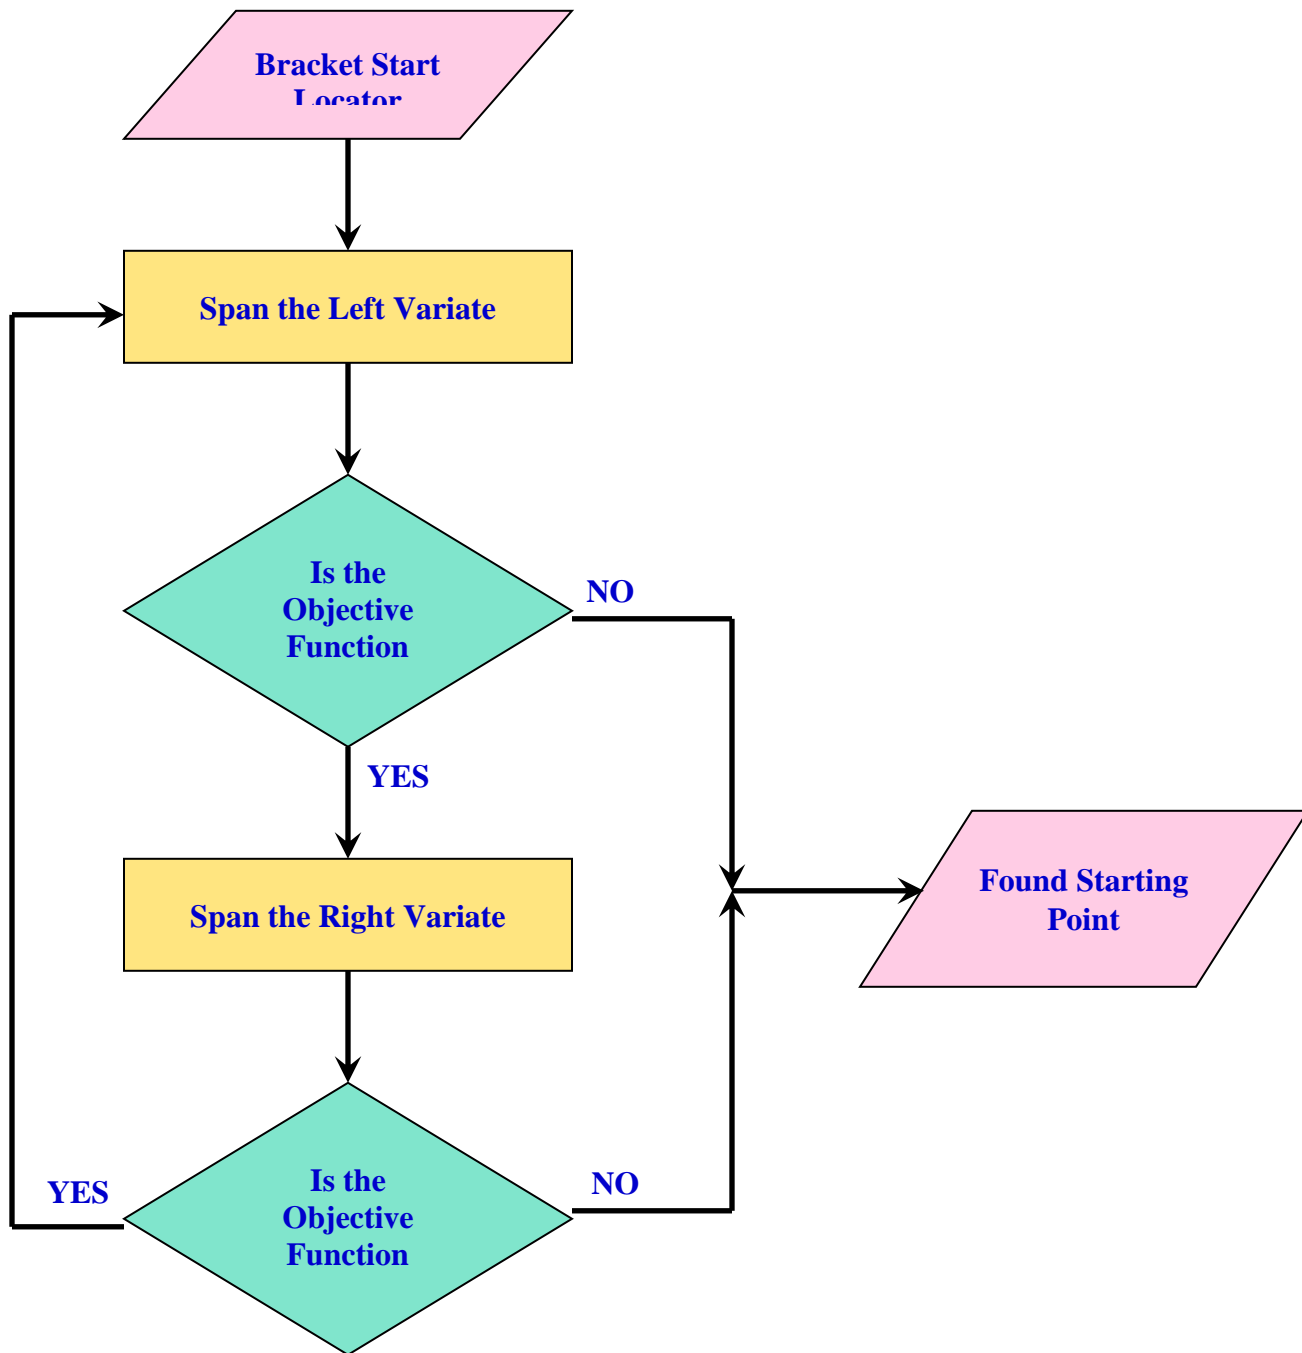 Bracket Start
Locator
Span the Left Variate
Is the
Objective
Function
NO
YES
Span the Right Variate
Found Starting
Point
Is the
Objective
Function
YES
NO